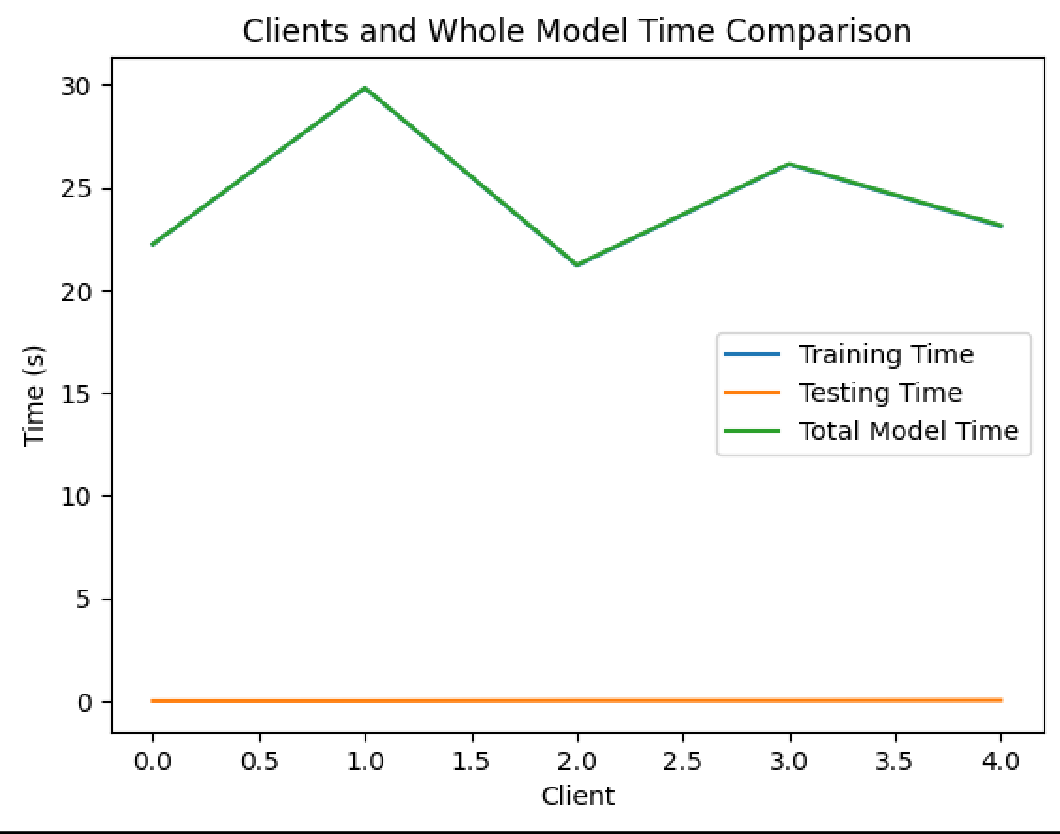 Clients and Whole Model Time Comparison
30
25
20
15
10
5
0
Time (s)
Training Time
Testing Time
Total Model Time
0.0 0.5 1.0 1.5 2.0 2.5 3.0 3.5 4.0
Client